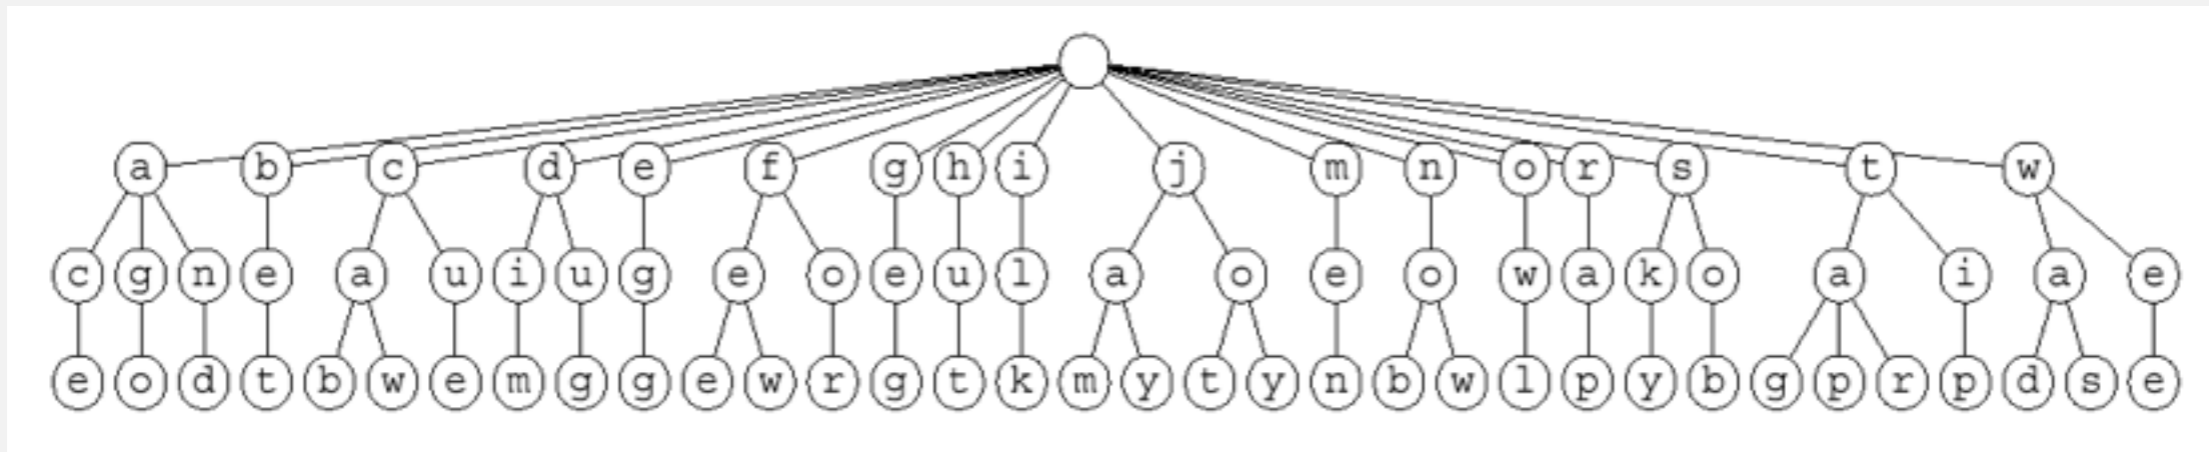 a b c d e f g h i j m n o r s t w
c g n e a u i u g e o e u l a o e o w a k o a i a e
e o d t b w e m g g e w r g t k m y t y n b w l p y b g p r p d s e